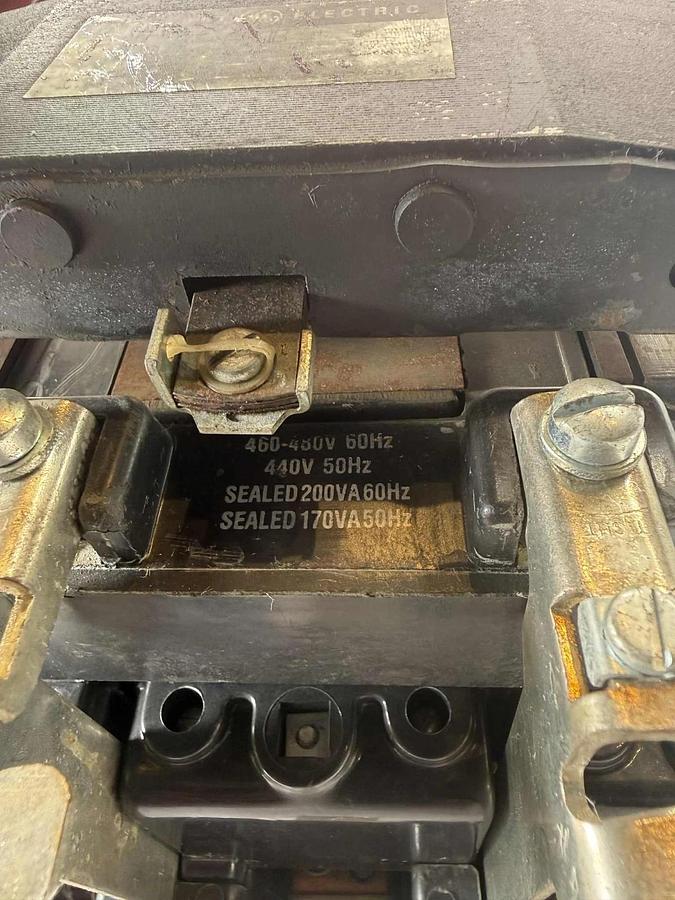 ELECTRIC
460-480V 60Hz
440V 50Hz
SEALED 200VA 60Hz
SEALED 170VA 50Hz